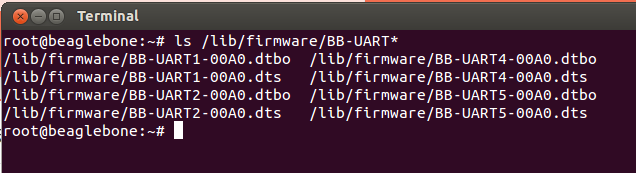 Terminal
root@beaglebone:~# ls /lib/firmware/BB-UART*
/lib/firmware/BB-UART1-00A0.dtbo  /lib/firmware/BB-UART4-00A0.dtbo
/lib/firmware/BB-UART1-00A0.dts   /lib/firmware/BB-UART4-00A0.dts
/lib/firmware/BB-UART2-00A0.dtbo  /lib/firmware/BB-UART5-00A0.dtbo
/lib/firmware/BB-UART2-00A0.dts   /lib/firmware/BB-UART5-00A0.dts
root@beaglebone:~#